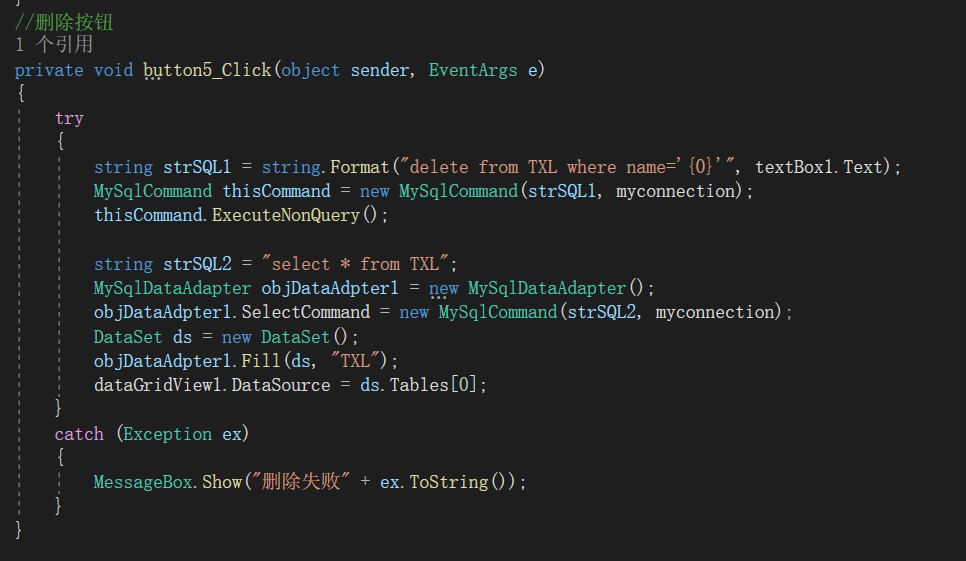 }
//删除按钮
1 个引用
private void button5_Click(object sender, EventArgs e)
{
try
{
string strSQL1 = string.Format("delete from TXL where name='{0}'", textBox1.Text);
MySqlCommand thisCommand = new MySqlCommand(strSQL1, myconnection);
thisCommand.ExecuteNonQuery();
string strSQL2 = "select * from TXL";
MySqlDataAdapter objDataAdpter1 = new MySqlDataAdapter();
objDataAdpter1.SelectCommand = new MySqlCommand(strSQL2, myconnection);
DataSet ds = new DataSet();
objDataAdpter1.Fill(ds, "TXL");
dataGridView1.DataSource = ds.Tables[0];
}
catch (Exception ex)
{
MessageBox.Show("删除失败" + ex.ToString());
}
}